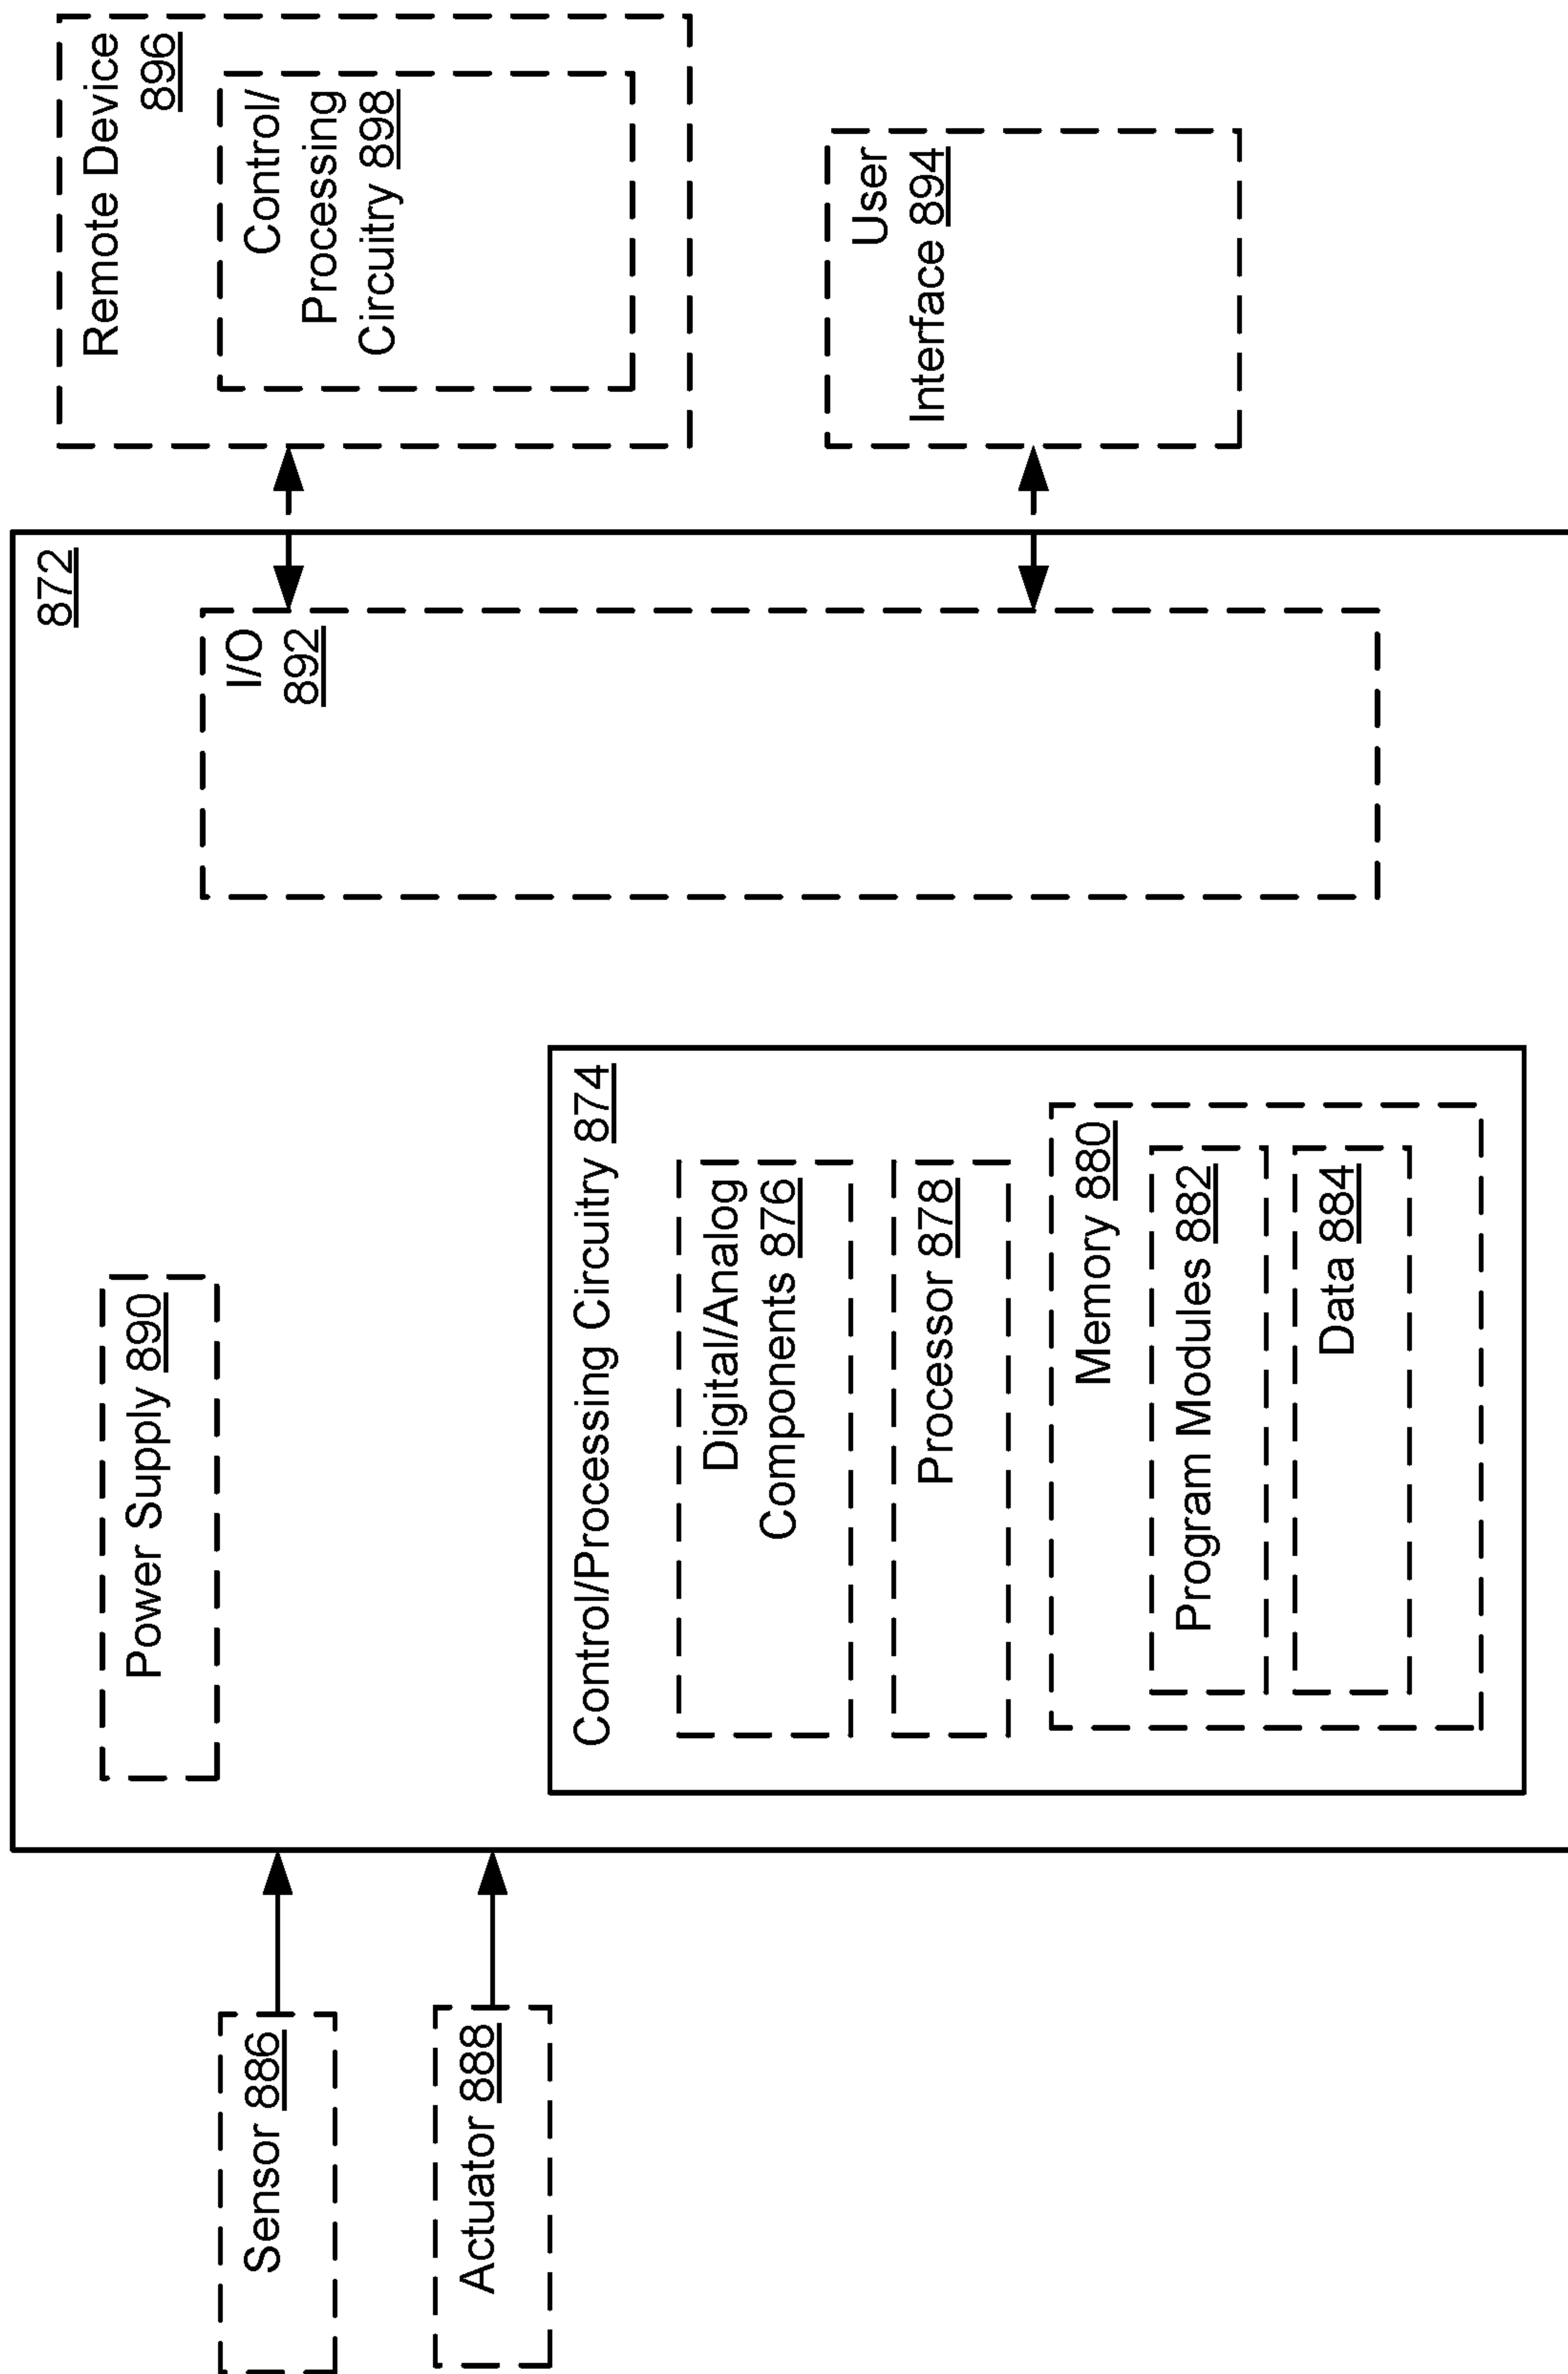 872
Power Supply 890
Sensor 886
Actuator 888
Control/Processing Circuitry 874
Digital/Analog
Components 876
Processor 878
Memory 880
Program Modules 882
Data 884
I/O
892
Remote Device
896
Control/
Processing
Circuitry 898
User
Interface 894